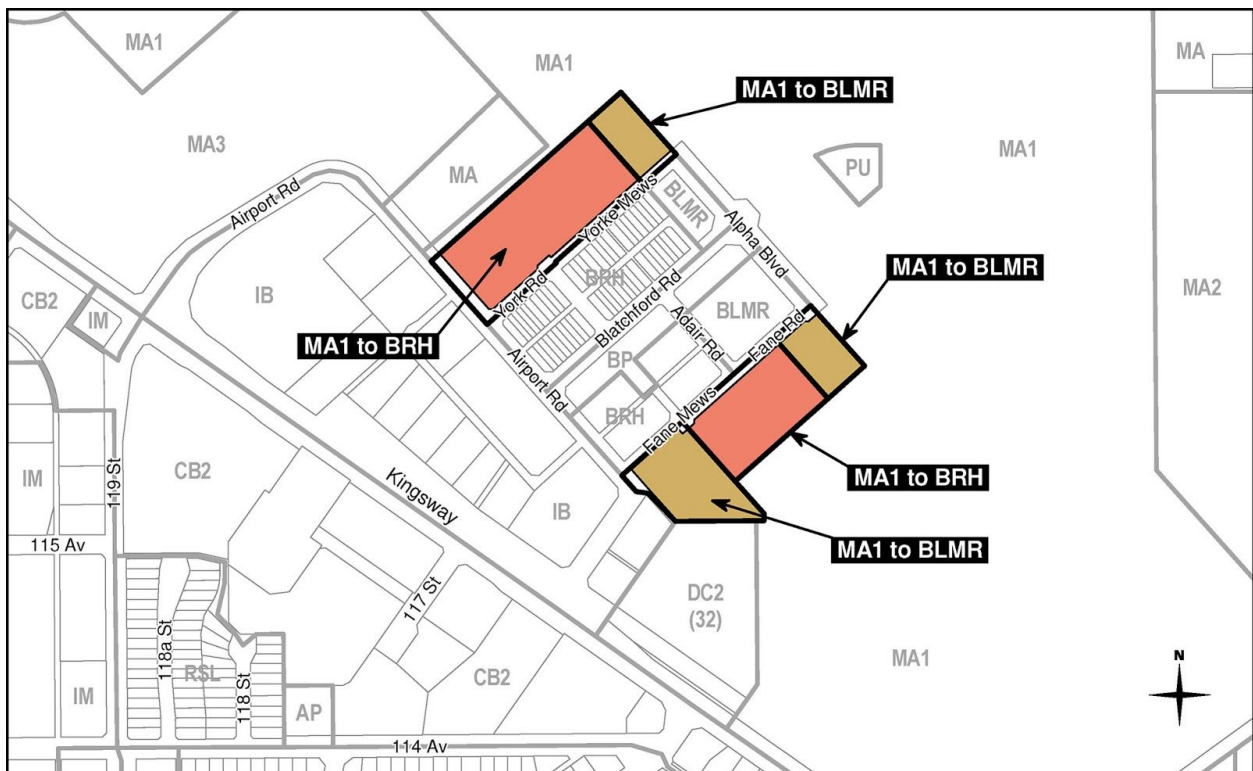 MA1
MA
MA1
MA1 to BLMR
MA3
MA1
PU
MA
BLMR
Yorke Mews
Airport Rd
Alpha Blvd
MA1 to BLMR
BRH
MA2
CB2
IB
York Rd
Blatchford Rd
BLMR
IM
Adair Rd
Fane Rd
MA1 to BRH
BP
Airport Rd
BRH
Fane Mews
CB2
IM
119 St
Kingsway
MA1 to BRH
IB
115 Av
MA1 to BLMR
117 St
DC2
(32)
118a St
MA1
N
RSL
118 St
CB2
IM
AP
114 Av